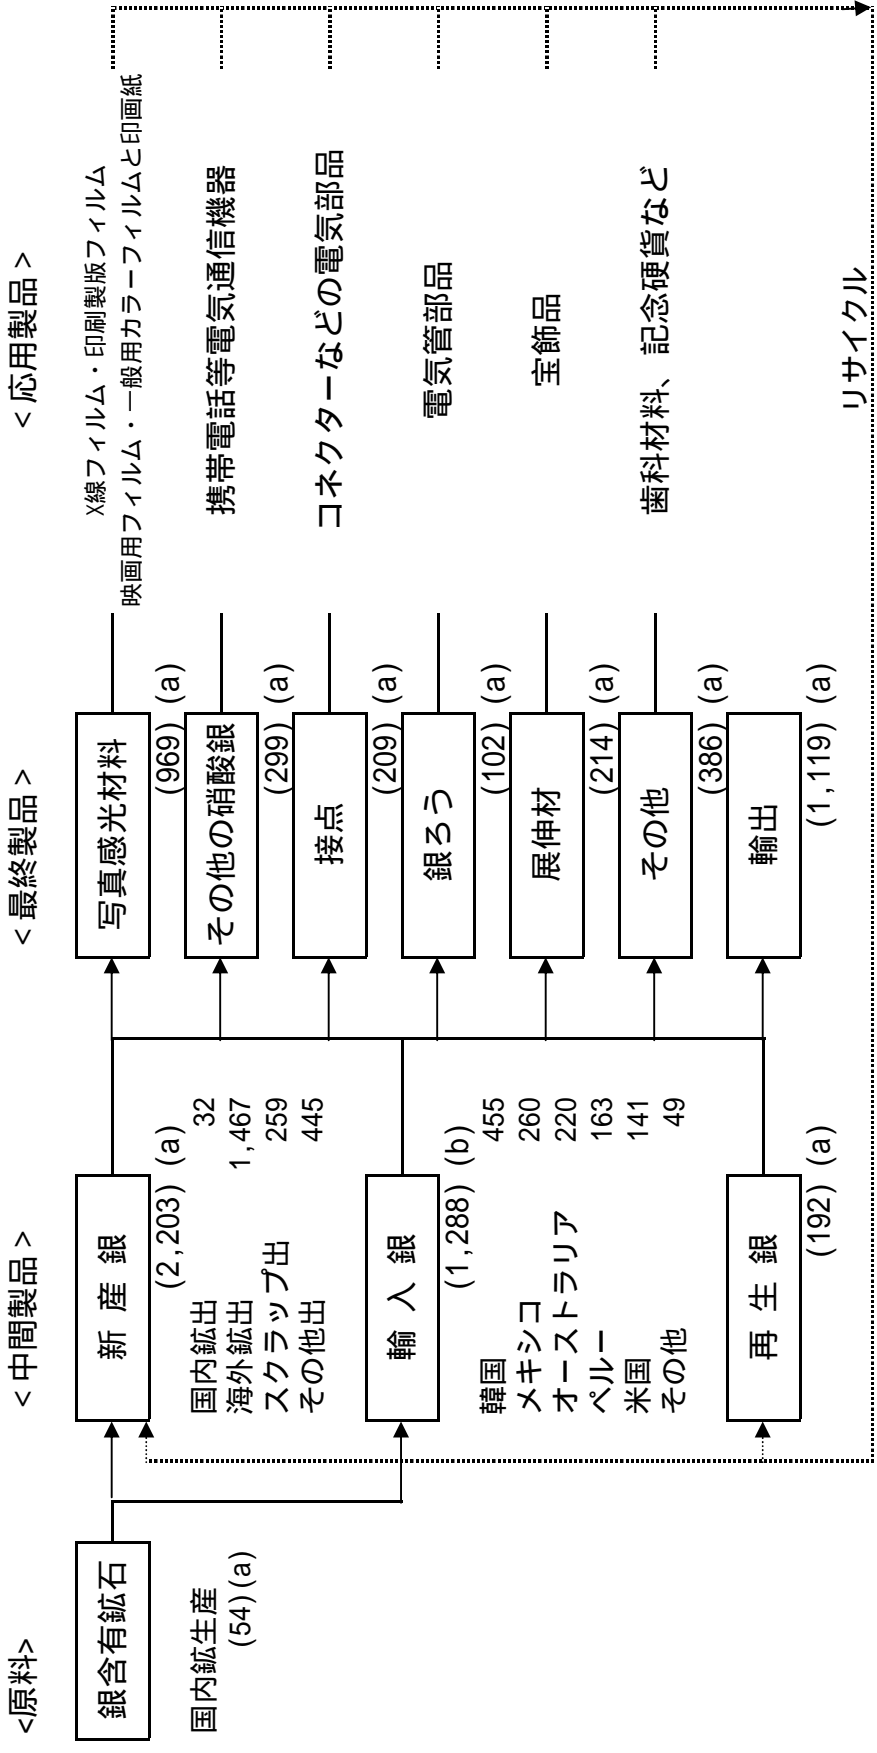 <原料>
銀含有鉱石
国内鉱生産
(54)(a)
<中間製品>
新産銀
(2,203)(a)
国内鉱出 32
海外鉱出 1,467
スクラップ出 259
その他出 445
輸入銀
(1,288)(b)
韓国 455
メキシコ 260
オーストラリア 220
ペルー 163
米国 141
その他 49
再生銀
(192)(a)
<最終製品>
写真感光材料
(969)(a)
その他の硝酸銀
(299)(a)
接点
(209)(a)
銀ろう
(102)(a)
展伸材
(214)(a)
その他
(386)(a)
輸出
(1,119)(a)
<応用製品>
X線フィルム・印刷製版フィルム
映画用フィルム・一般用カラーフィルムと印画紙
携帯電話等電気通信機器
コネクターなどの電気部品
電気管部品
宝飾品
歯科材料、記念硬貨など
リサイクル